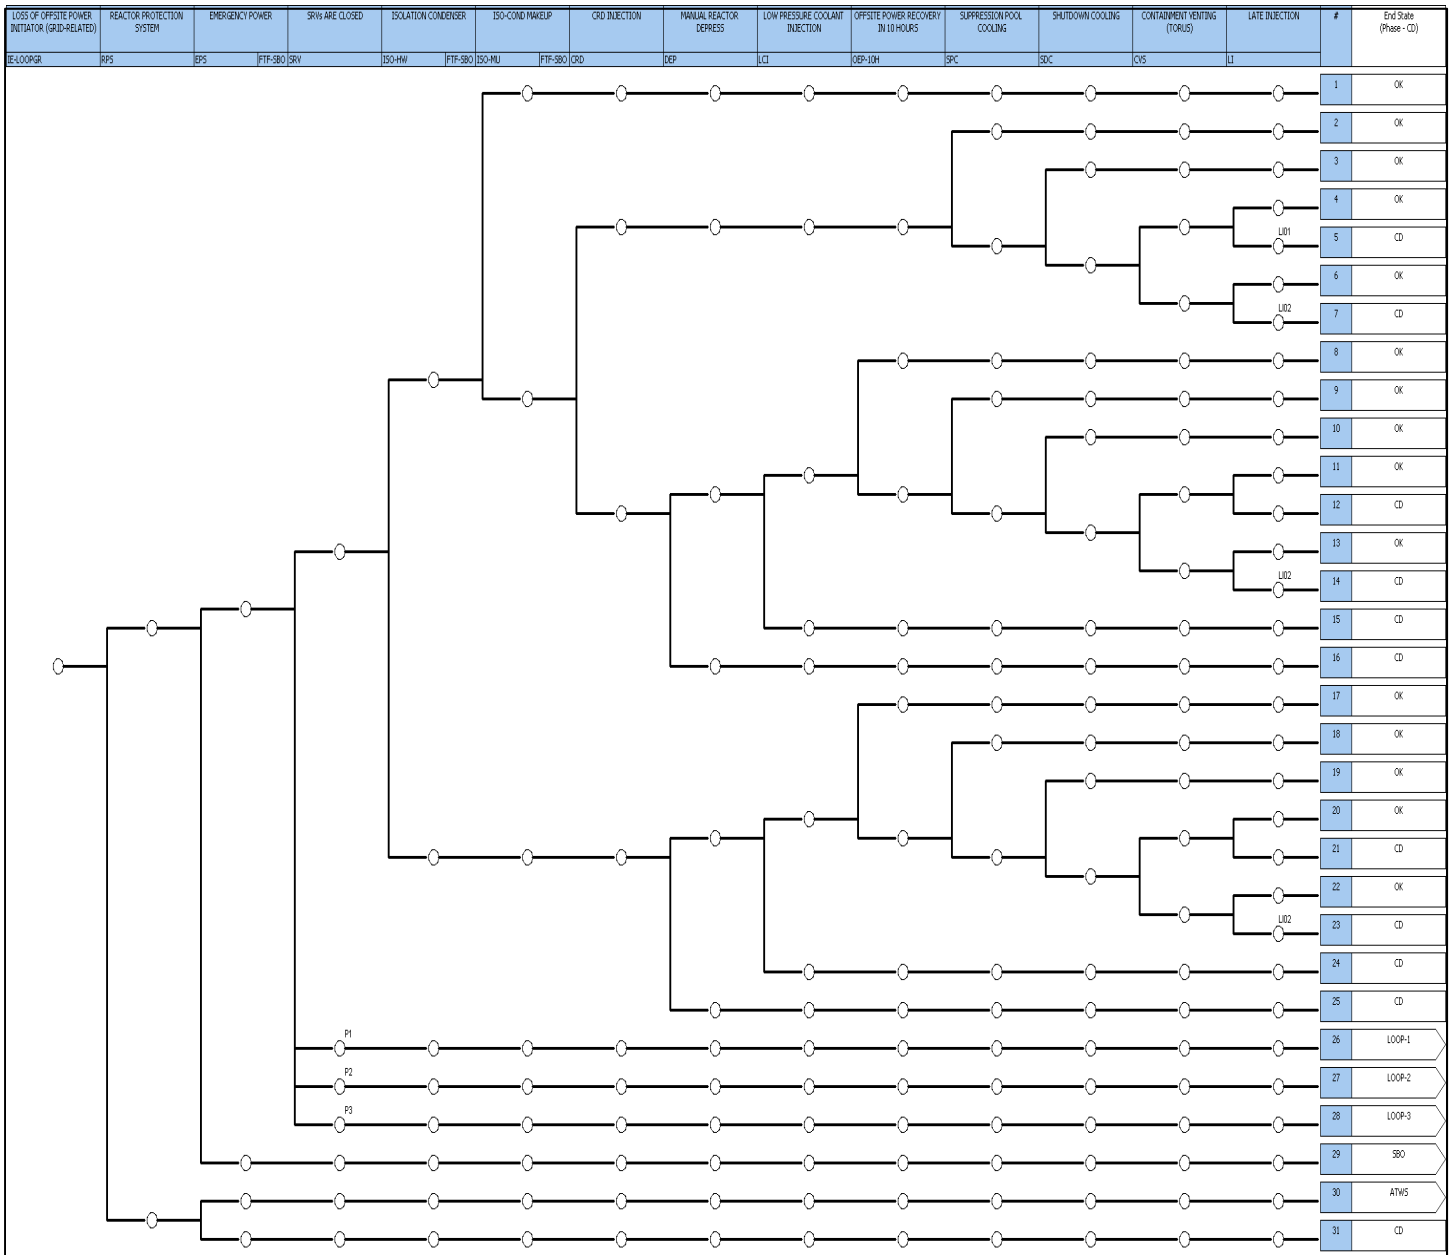 LOSS OF OFFSITE POWER
INITIATOR (GRID-RELATED)
REACTOR PROTECTION
SYSTEM
EMERGENCY POWER
SRVs ARE CLOSED
ISOLATION CONDENSER
ISO-COND MAKEUP
CRD INJECTION
MANUAL REACTOR
DEPRESS
LOW PRESSURE COOLANT
INJECTION
OFFSITE POWER RECOVERY
IN 10 HOURS
SUPPRESSION POOL
COOLING
SHUTDOWN COOLING
CONTAINMENT VENTING
(TORUS)
LATE INJECTION
#
End State
(Phase - CD)
IE-LOOPGR
RPS
EPS
FTF-SBO
SRV
ISO-HW
FTF-SBO
ISO-MU
FTF-SBO
CRD
DEP
LCI
OEP-10H
SPC
SDC
CVS
LI
1 OK
2 OK
3 OK
4 OK
LI01
5 CD
6 OK
LI02
7 CD
8 OK
9 OK
10 OK
11 OK
12 CD
13 OK
LI02
14 CD
15 CD
16 CD
17 OK
18 OK
19 OK
20 OK
21 CD
22 OK
LI02
23 CD
24 CD
25 CD
P1
26 LOOP-1
P2
27 LOOP-2
P3
28 LOOP-3
29 SBO
30 ATWS
31 CD